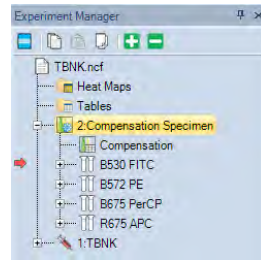 Experiment Manager
TBNK.ncf
Heat Maps
Tables
2:Compensation Specimen
Compensation
B530 FITC
B572 PE
B675 PerCP
R675 APC
1:TBNK